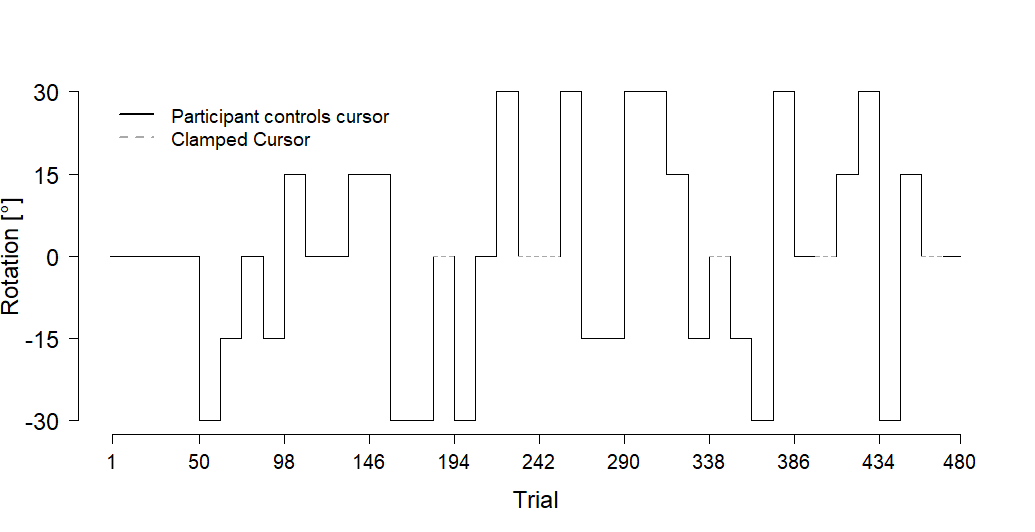 30
15
0
-15
-30
Rotation [°]
Participant controls cursor
Clamped Cursor
1 50 98 146 194 242 290 338 386 434 480
Trial